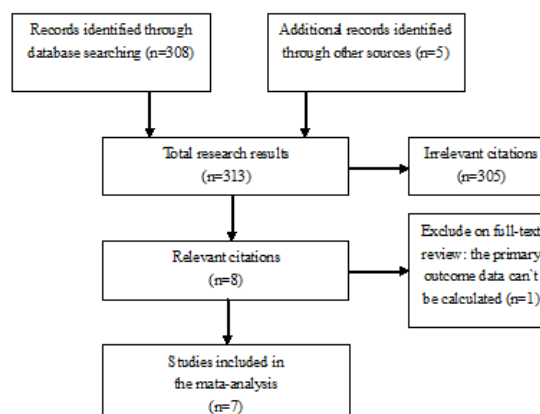 Records identified through
database searching (n=308)
Additional records identified
through other sources (n=5)
Total research results
(n=313)
Irrelevant citations
(n=305)
Relevant citations
(n=8)
Exclude on full-text
review: the primary
outcome data can`t
be calculated (n=1)
Studies included in
the mata-analysis
(n=7)